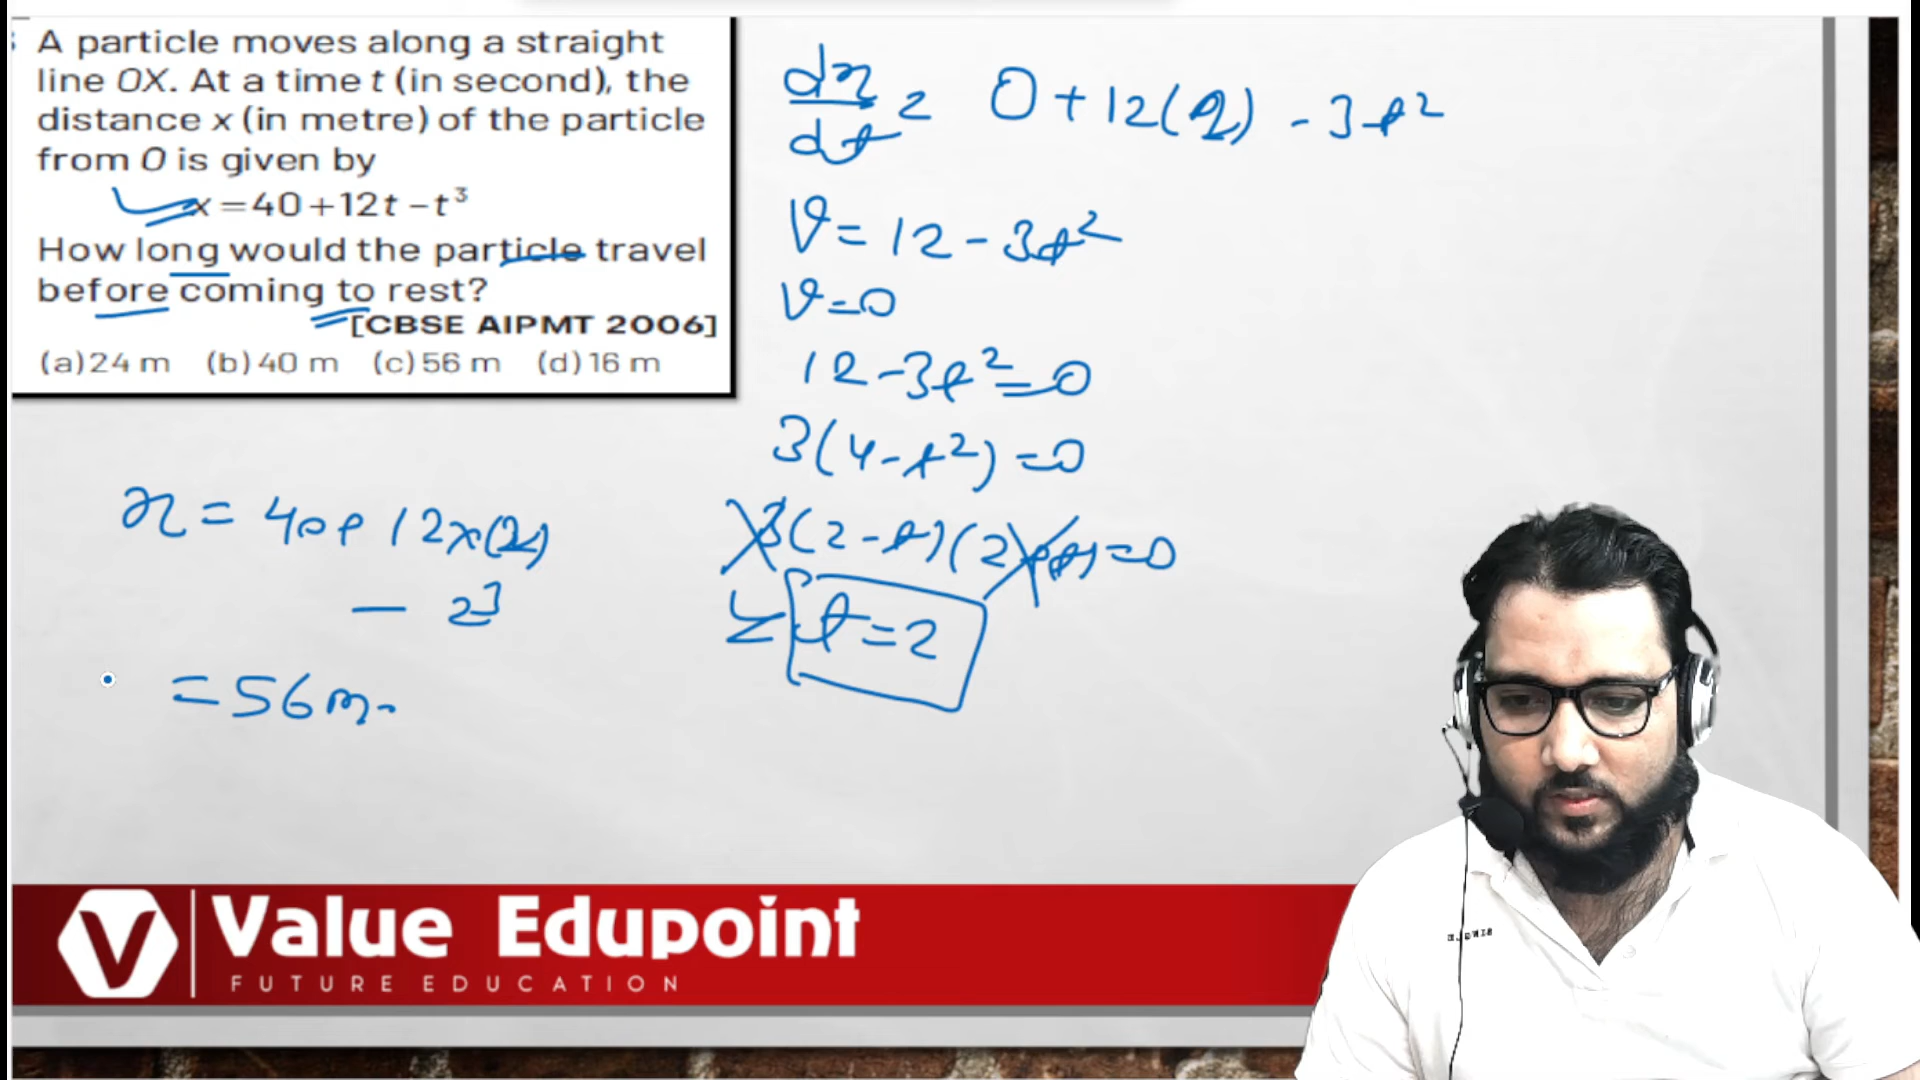 A particle moves along a straight
line OX. At a time t (in second), the
distance x (in metre) of the particle
from O is given by
x=40+12t-t³
How long would the particle travel
before coming to rest?
[CBSE AIPMT 2006]
(a)24 m (b)40 m (c)56 m (d)16 m
dx/dt = 0+12(1) - 3t²
V= 12-3t²
V=0
12-3t²=0
3(4-t²)=0
3(2-t)(2+t)=0
t=2
x = 40+12×(2)
- 2³
=56m.
Value Edupoint
FUTURE EDUCATION